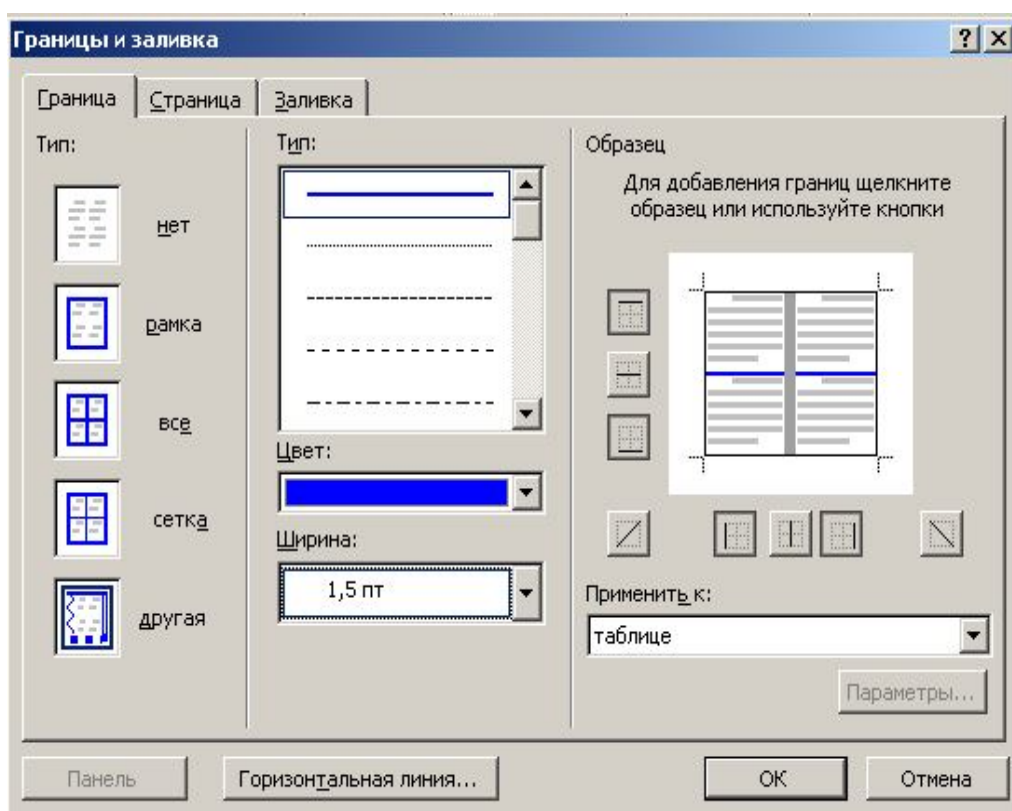 Границы и заливка
Граница
Страница
Заливка
Тип:
нет
рамка
все
сетка
другая
Тип:
Цвет:
Ширина:
1,5 пт
Образец
Для добавления границ щелкните
образец или используйте кнопки
Применить к:
таблице
Параметры...
Панель
Горизонтальная линия...
ОК
Отмена